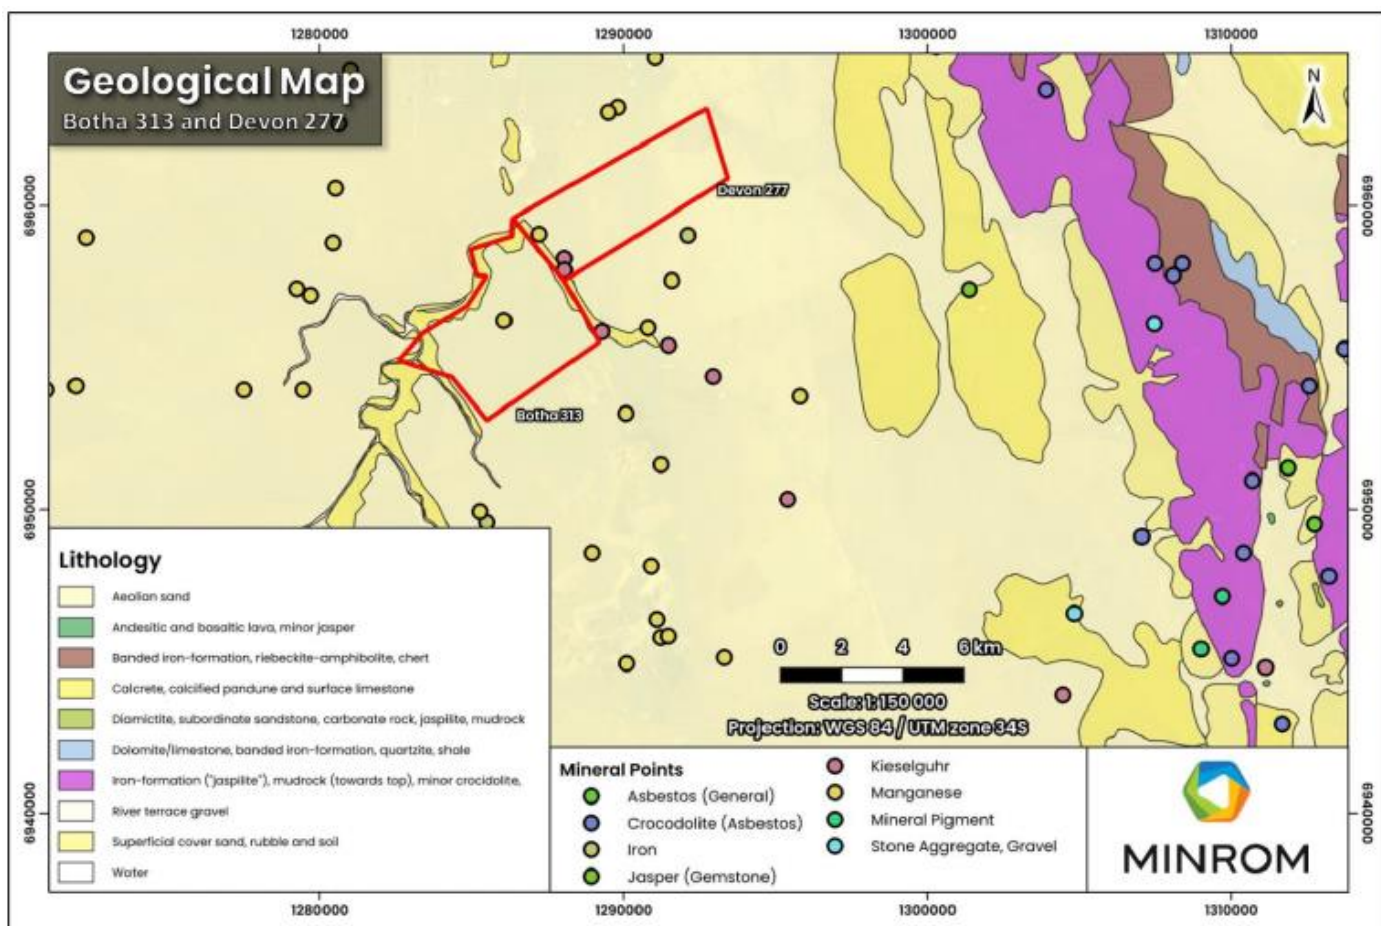 1280000
1290000
1300000
1310000
Geological Map
Botha 313 and Devon 277
N
6960000
6960000
Devon 277
Botha 313
6950000
6950000
Lithology
Aeolian sand
Andesitic and basaltic lava, minor jasper
Banded iron-formation, riebeckite-amphibolite, chert
Calcrete, calcified pandune and surface limestone
Diamictite, subordinate sandstone, carbonate rock, jaspilite, mudrock
Dolomite/limestone, banded iron-formation, quartzite, shale
Iron-formation ("jaspilite"), mudrock (towards top), minor crocidolite,
River terrace gravel
Superficial cover sand, rubble and soil
Water
0 2 4 6 km
Scale: 1:150 000
Projection: WGS 84 / UTM zone 34S
Mineral Points
Asbestos (General)
Crocodolite (Asbestos)
Iron
Jasper (Gemstone)
Kieselguhr
Manganese
Mineral Pigment
Stone Aggregate, Gravel
MINROM
6940000
6940000
1280000
1290000
1300000
1310000